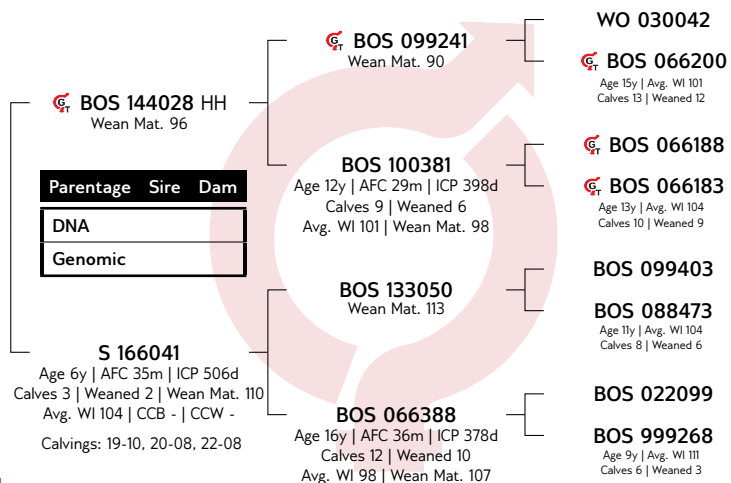 BOS 144028 HH
Wean Mat. 96
Parentage Sire Dam
DNA
Genomic
S 166041
Age 6y | AFC 35m | ICP 506d
Calves 3 | Weaned 2 | Wean Mat. 110
Avg. WI 104 | CCB - | CCW -
Calvings: 19-10, 20-08, 22-08
GT BOS 099241
Wean Mat. 90
BOS 100381
Age 12y | AFC 29m | ICP 398d
Calves 9 | Weaned 6
Avg. WI 101 | Wean Mat. 98
BOS 133050
Wean Mat. 113
BOS 066388
Age 16y | AFC 36m | ICP 378d
Calves 12 | Weaned 10
Avg. WI 98 | Wean Mat. 107
WO 030042
GT BOS 066200
Age 15y | Avg. WI 101
Calves 13 | Weaned 12
GT BOS 066188
GT BOS 066183
Age 13y | Avg. WI 104
Calves 10 | Weaned 9
BOS 099403
BOS 088473
Age 11y | Avg. WI 104
Calves 8 | Weaned 6
BOS 022099
BOS 999268
Age 9y | Avg. WI 111
Calves 6 | Weaned 3